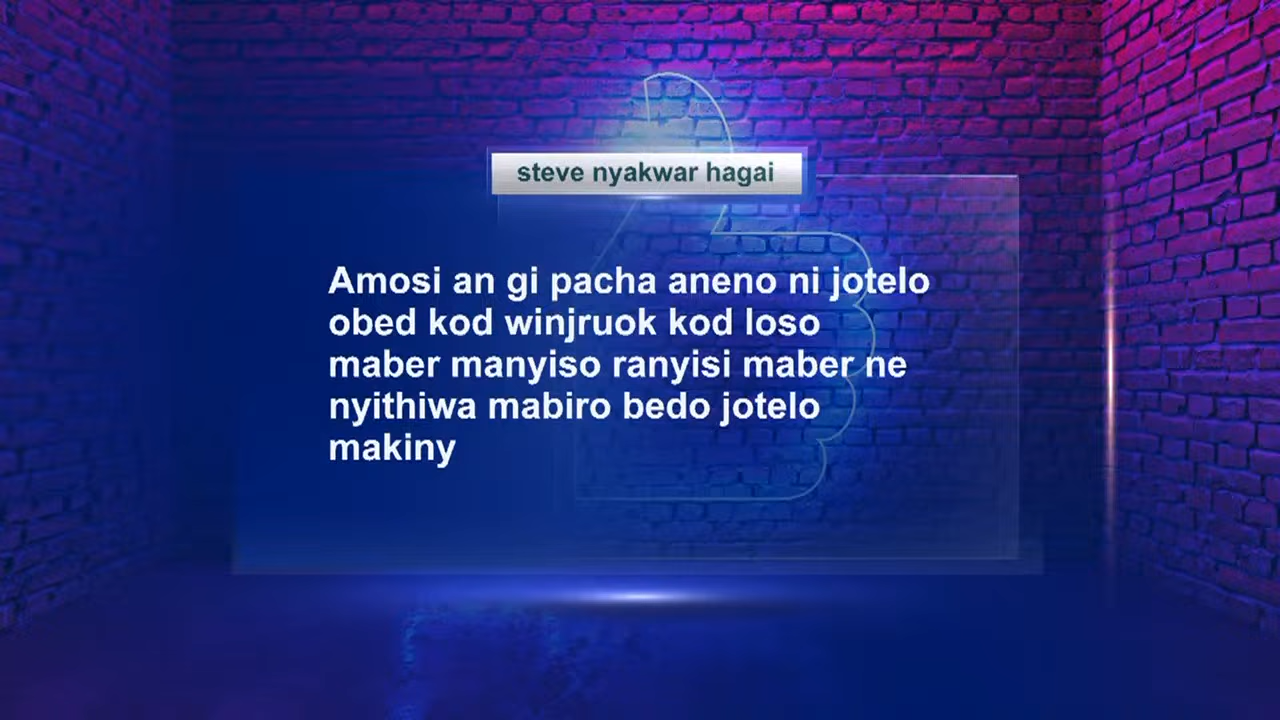 steve nyakwar hagai
Amosi an gi pacha aneno ni jotelo
obed kod winjruok kod loso
maber manyiso ranyisi maber ne
nyithiwa mabiro bedo jotelo
makiny